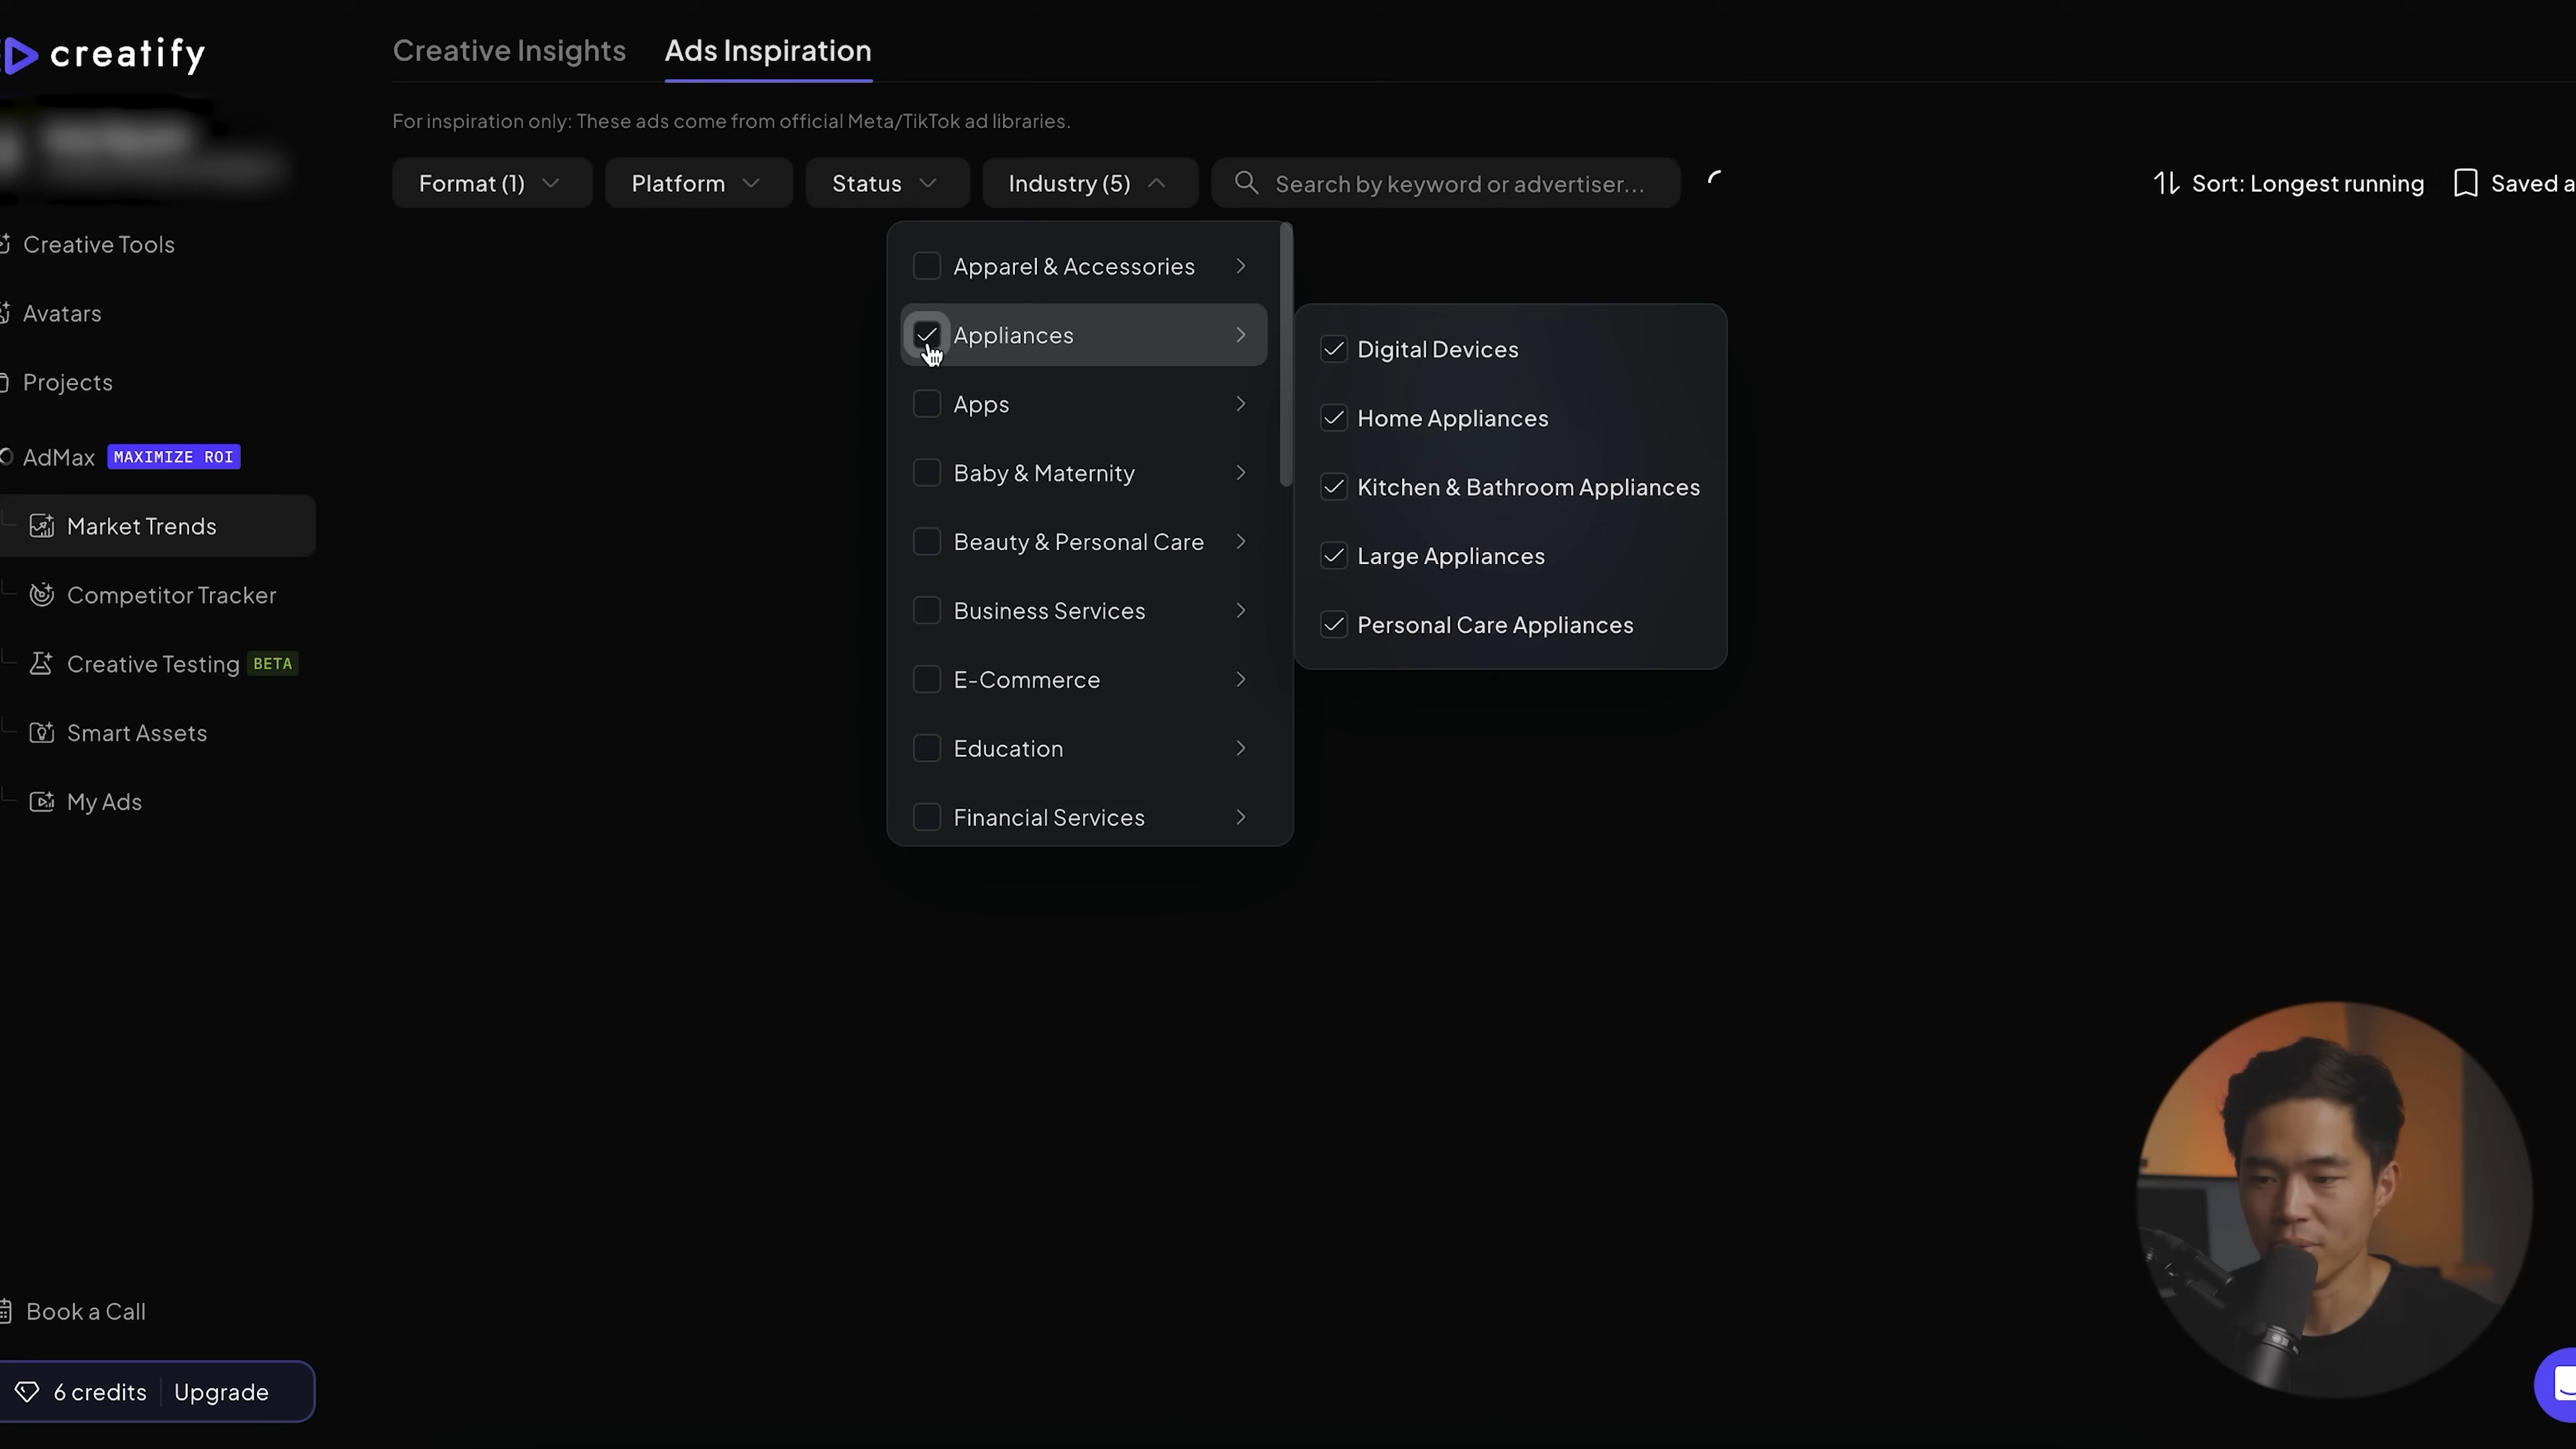 creatify
Creative Insights
Ads Inspiration
For inspiration only: These ads come from official Meta/TikTok ad libraries.
Format (1)
Platform
Status
Industry (5)
Search by keyword or advertiser...
Sort: Longest running
Saved a
Creative Tools
Avatars
Projects
AdMax MAXIMIZE ROI
Market Trends
Competitor Tracker
Creative Testing BETA
Smart Assets
My Ads
Apparel & Accessories
Appliances
Apps
Baby & Maternity
Beauty & Personal Care
Business Services
E-Commerce
Education
Financial Services
Digital Devices
Home Appliances
Kitchen & Bathroom Appliances
Large Appliances
Personal Care Appliances
Book a Call
6 credits
Upgrade